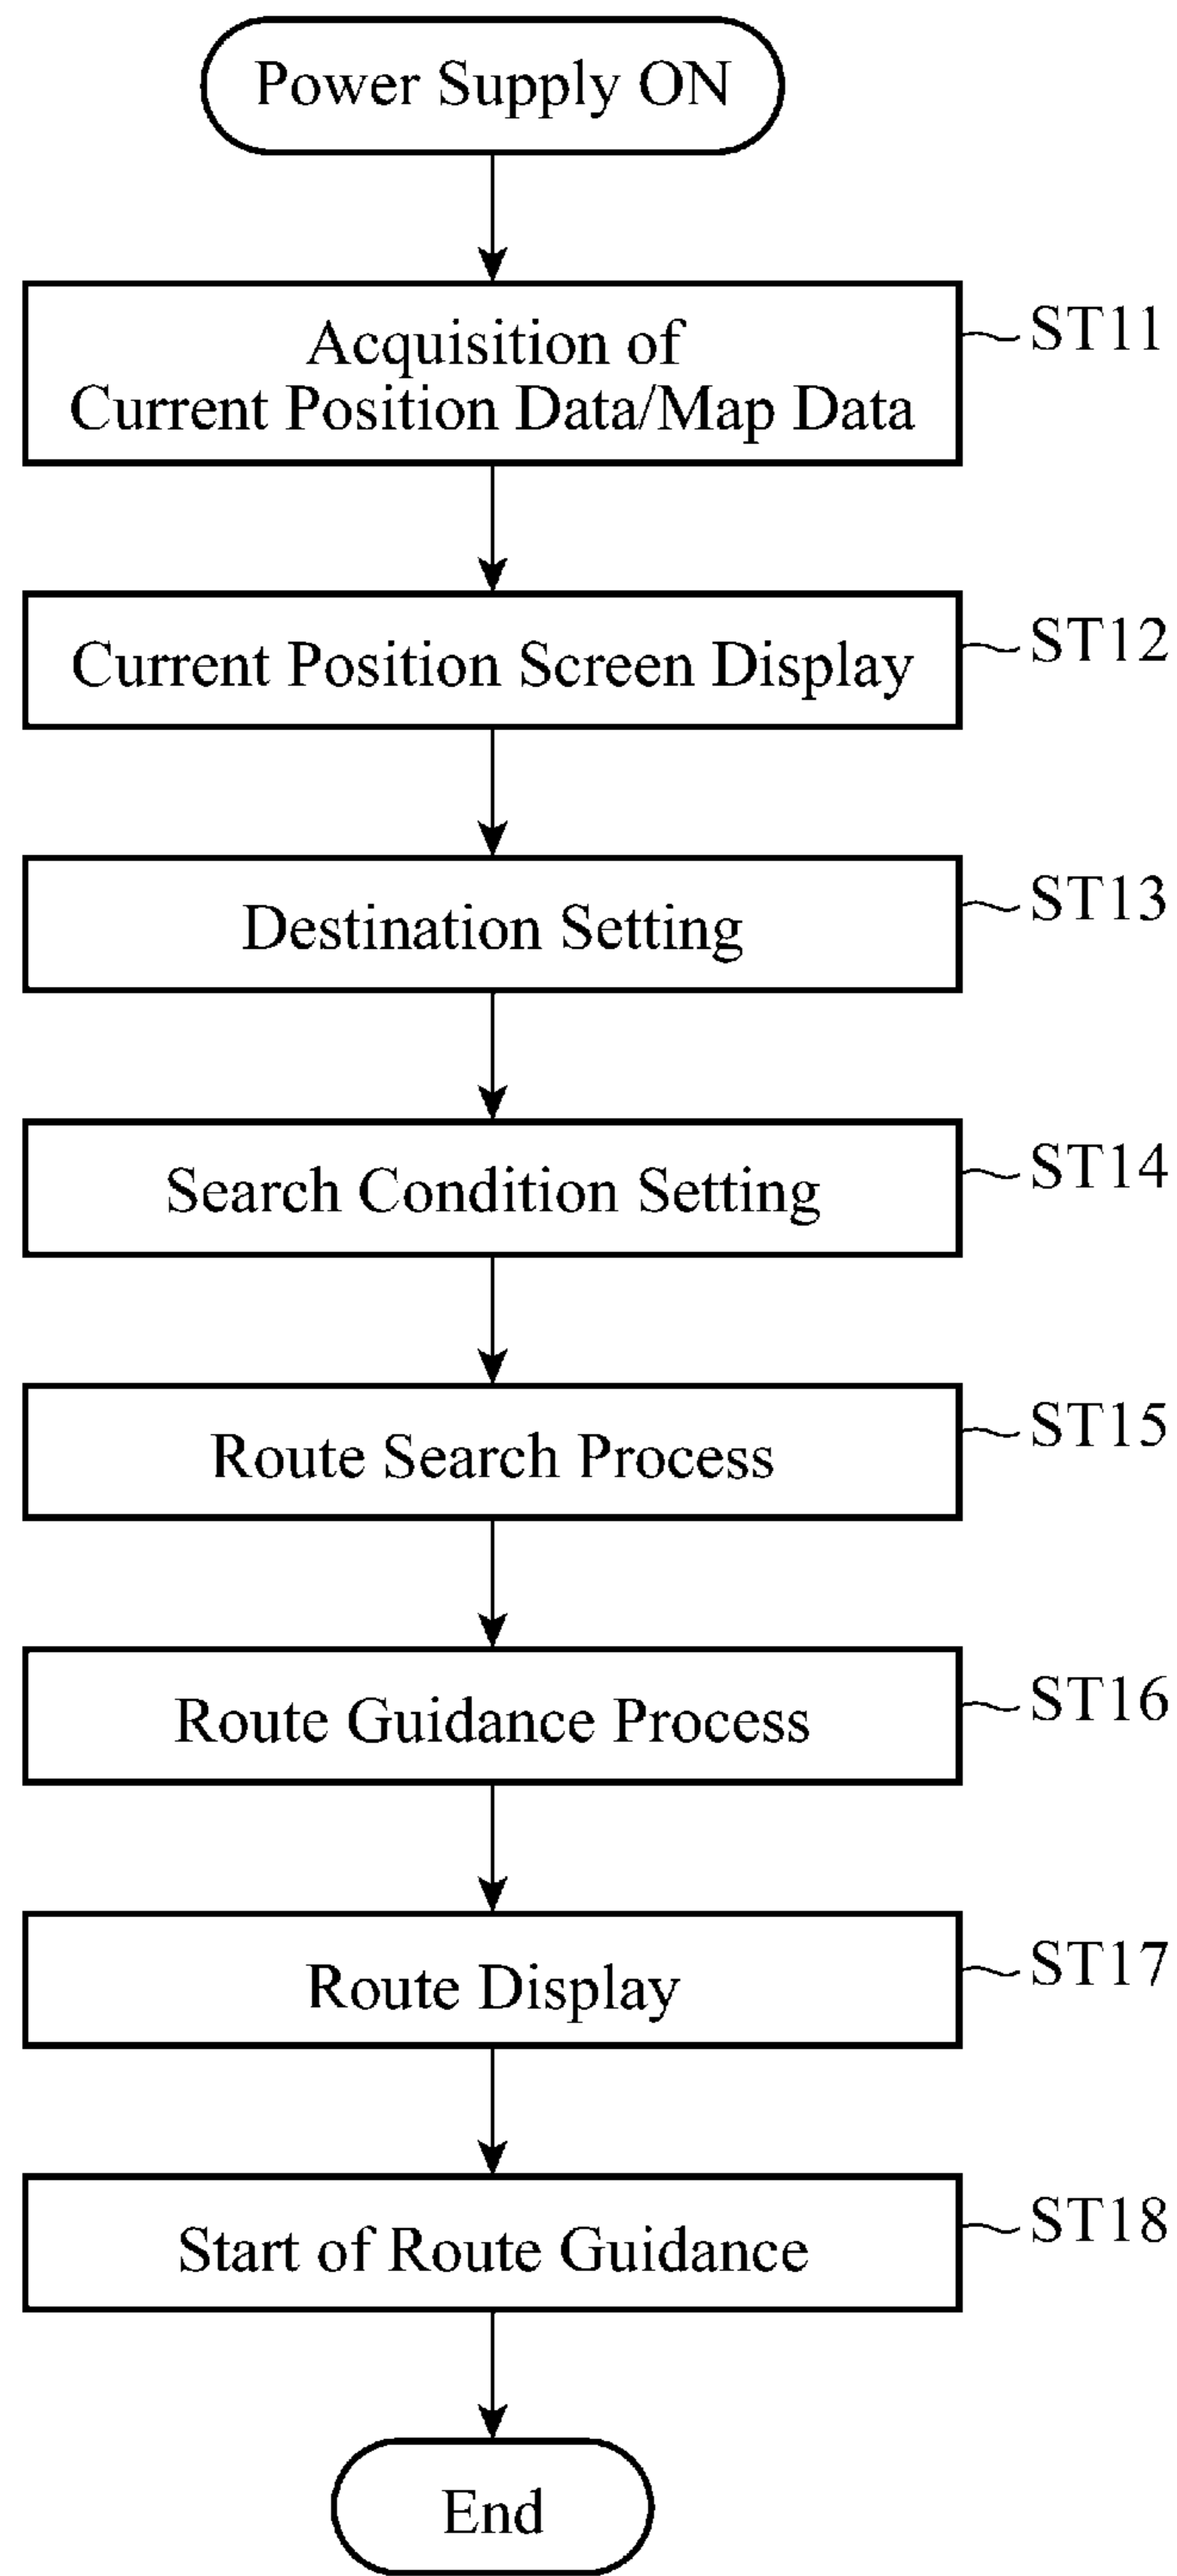 Power Supply ON
Acquisition of
Current Position Data/Map Data
ST11
Current Position Screen Display
ST12
Destination Setting
ST13
Search Condition Setting
ST14
Route Search Process
ST15
Route Guidance Process
ST16
Route Display
ST17
Start of Route Guidance
ST18
End